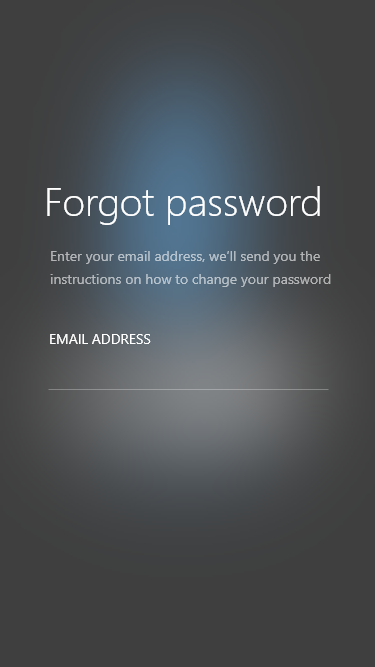 Forgot password
Enter your email address, we'll send you the
instructions on how to change your password
EMAIL ADDRESS